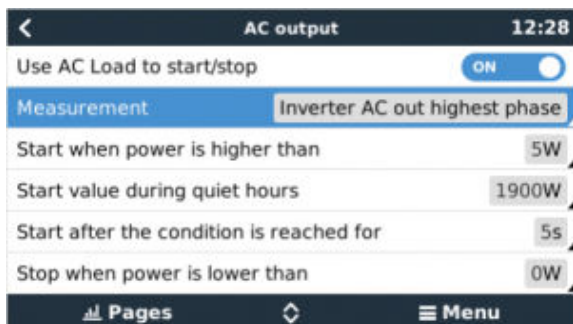 AC output 12:28
Use AC Load to start/stop ON
Measurement Inverter AC out highest phase
Start when power is higher than 5W
Start value during quiet hours 1900W
Start after the condition is reached for 5s
Stop when power is lower than 0W
Pages Menu